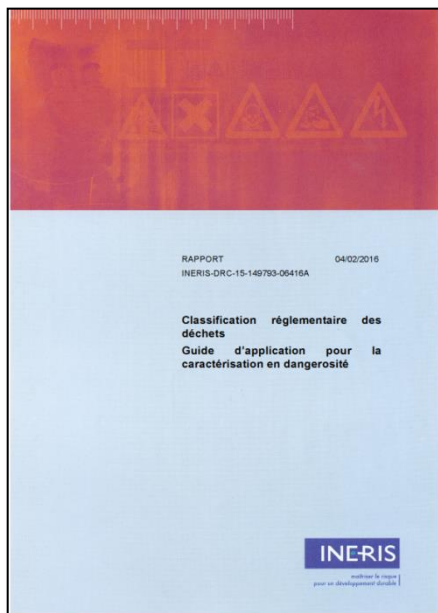 RAPPORT 04/02/2016
INERIS-DRC-15-149793-06416A
Classification réglementaire des
déchets
Guide d'application pour la
caractérisation en dangerosité
INERIS
maîtriser le risque
pour un développement durable